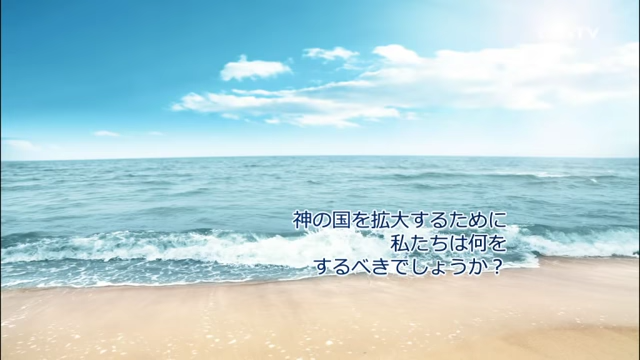 神の国を拡大するために
私たちは何を
するべきでしょうか？